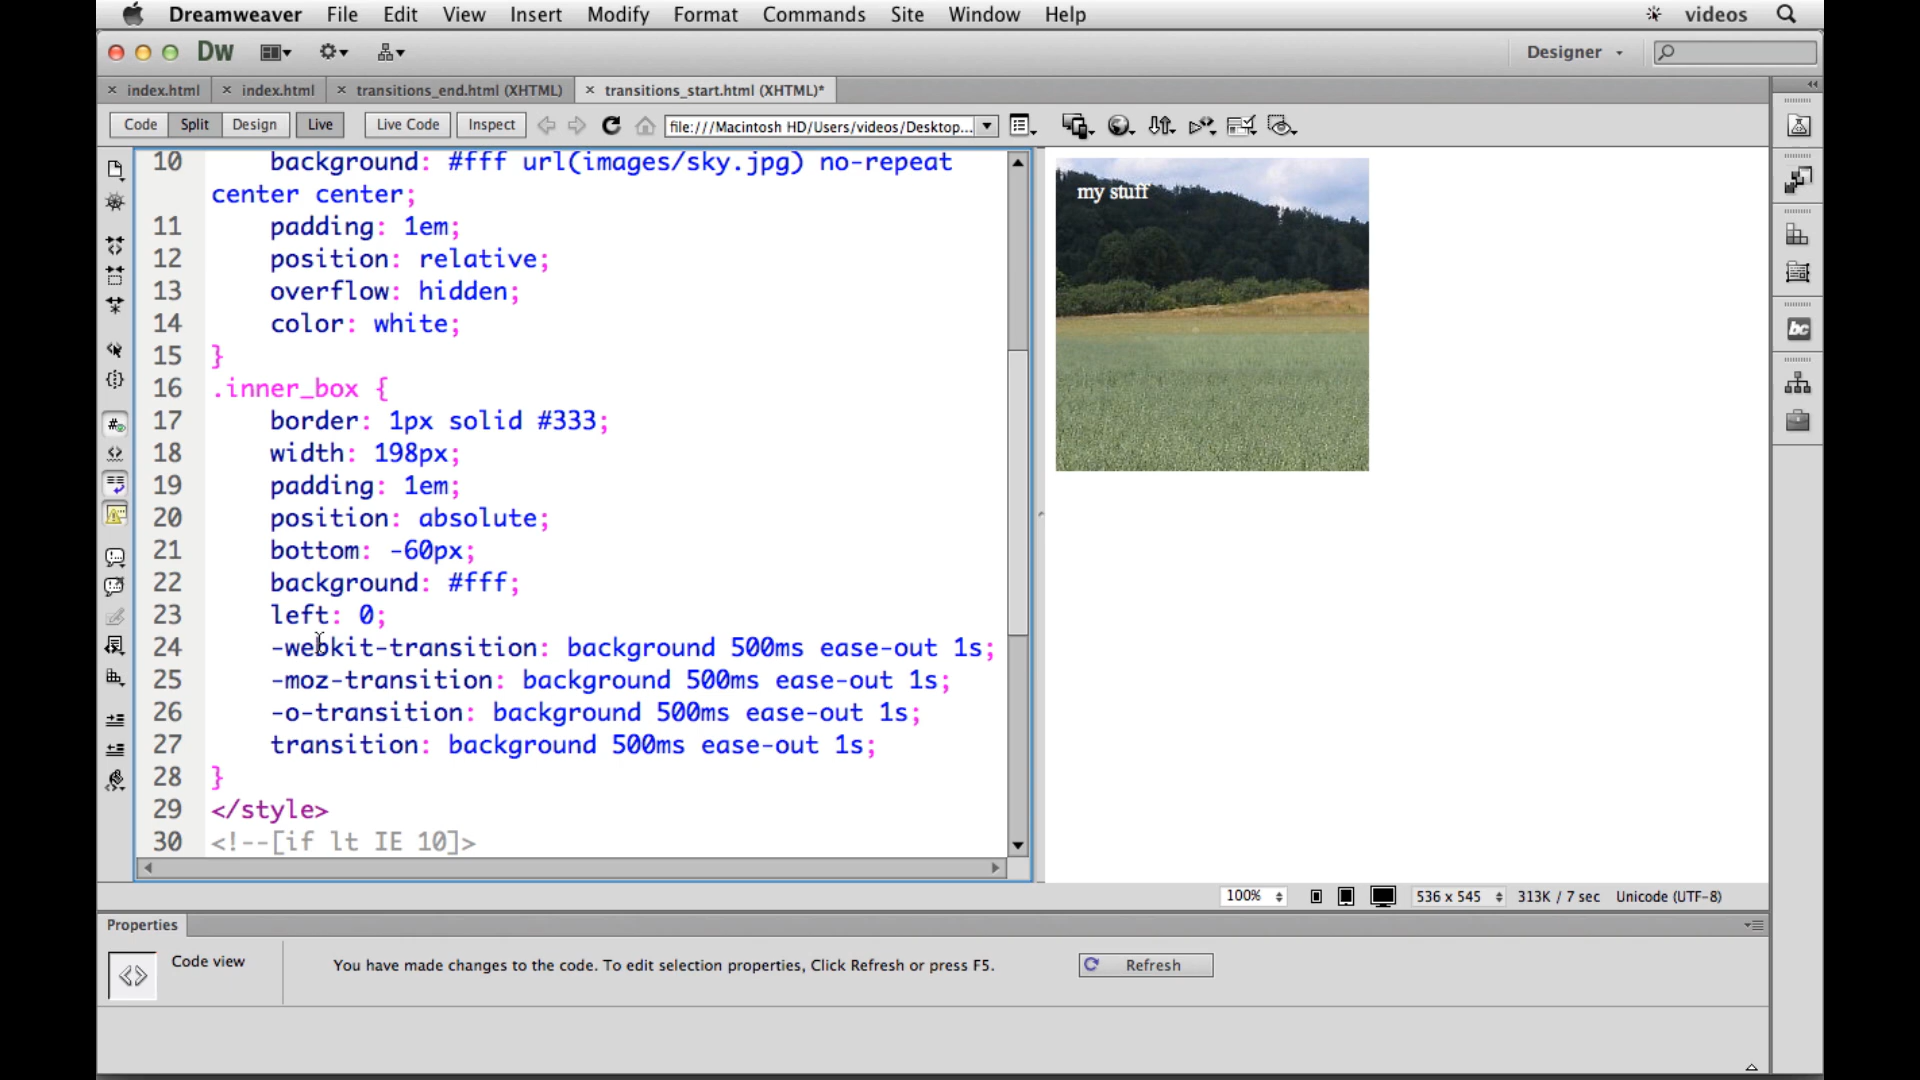 Dreamweaver File Edit View Insert Modify Format Commands Site Window Help videos
Dw Designer
index.html index.html transitions_end.html (XHTML) transitions_start.html (XHTML)*
Code Split Design Live Live Code Inspect file:///Macintosh HD/Users/videos/Desktop...
10 background: #fff url(images/sky.jpg) no-repeat
center center;
11 padding: 1em;
12 position: relative;
13 overflow: hidden;
14 color: white;
15 }
16 .inner_box {
17 border: 1px solid #333;
18 width: 198px;
19 padding: 1em;
20 position: absolute;
21 bottom: -60px;
22 background: #fff;
23 left: 0;
24 -webkit-transition: background 500ms ease-out 1s;
25 -moz-transition: background 500ms ease-out 1s;
26 -o-transition: background 500ms ease-out 1s;
27 transition: background 500ms ease-out 1s;
28 }
29 </style>
30 <!--[if lt IE 10]>
my stuff
bc
100% 536 x 545 313K / 7 sec Unicode (UTF-8)
Properties
Code view You have made changes to the code. To edit selection properties, Click Refresh or press F5. Refresh